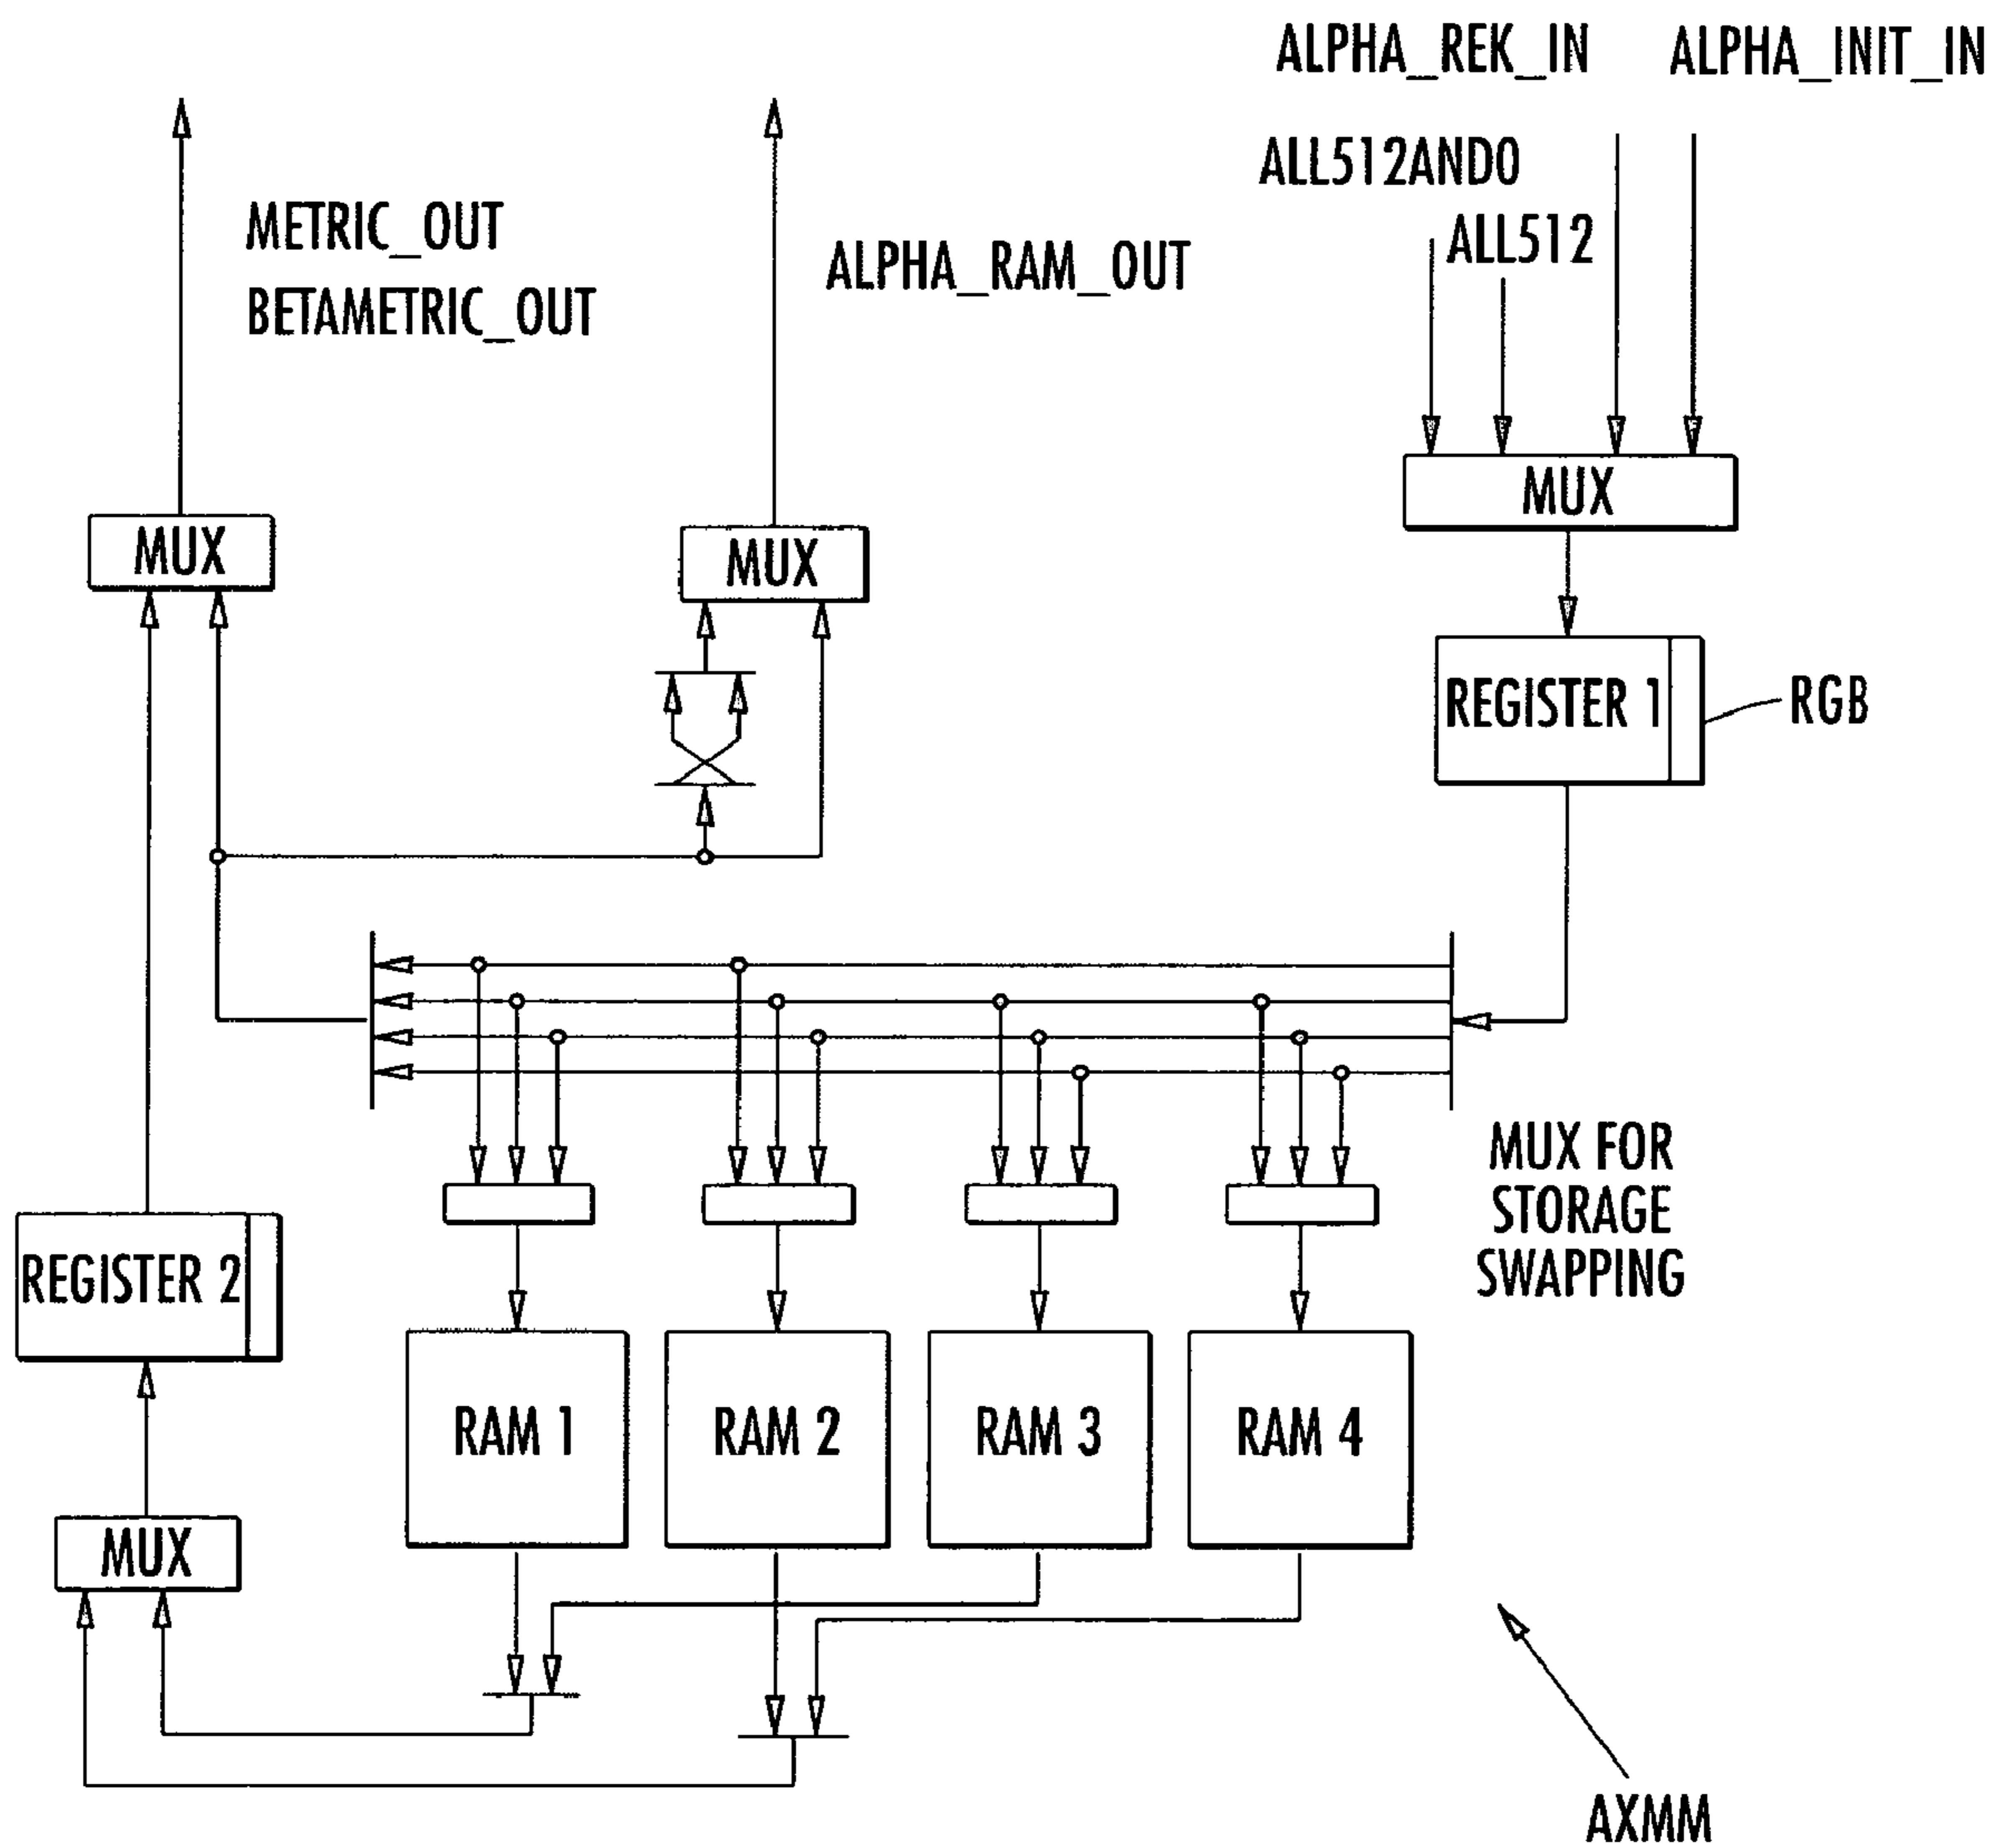 ALPHA_REK_IN
ALPHA_INIT_IN
ALL512AND0
ALL512
METRIC_OUT
BETAMETRIC_OUT
ALPHA_RAM_OUT
MUX
MUX
MUX
REGISTER 1
RGB
MUX FOR
STORAGE
SWAPPING
REGISTER 2
RAM 1
RAM 2
RAM 3
RAM 4
MUX
AXMM